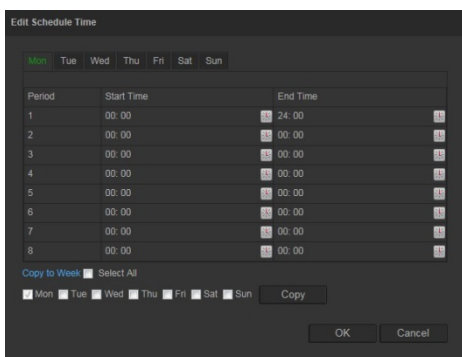 Edit Schedule Time
Mon Tue Wed Thu Fri Sat Sun
Period Start Time End Time
1 00: 00 24: 00
2 00: 00 00: 00
3 00: 00 00: 00
4 00: 00 00: 00
5 00: 00 00: 00
6 00: 00 00: 00
7 00: 00 00: 00
8 00: 00 00: 00
Copy to Week Select All
Mon Tue Wed Thu Fri Sat Sun Copy
OK Cancel